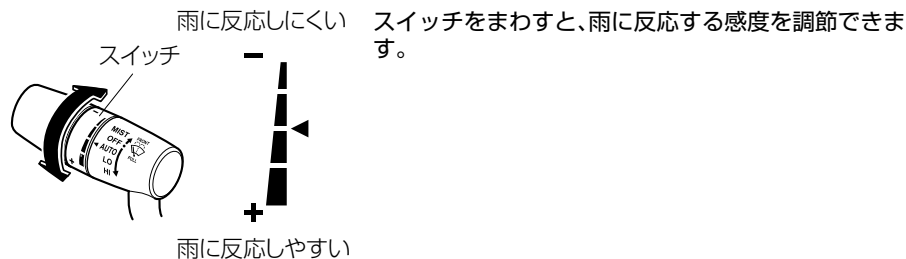 雨に反応しにくい
スイッチをまわすと、雨に反応する感度を調節できま
す。
スイッチ
−
MIST
OFF
AUTO
LO
HI
FRONT
PULL
−
+
+
雨に反応しやすい